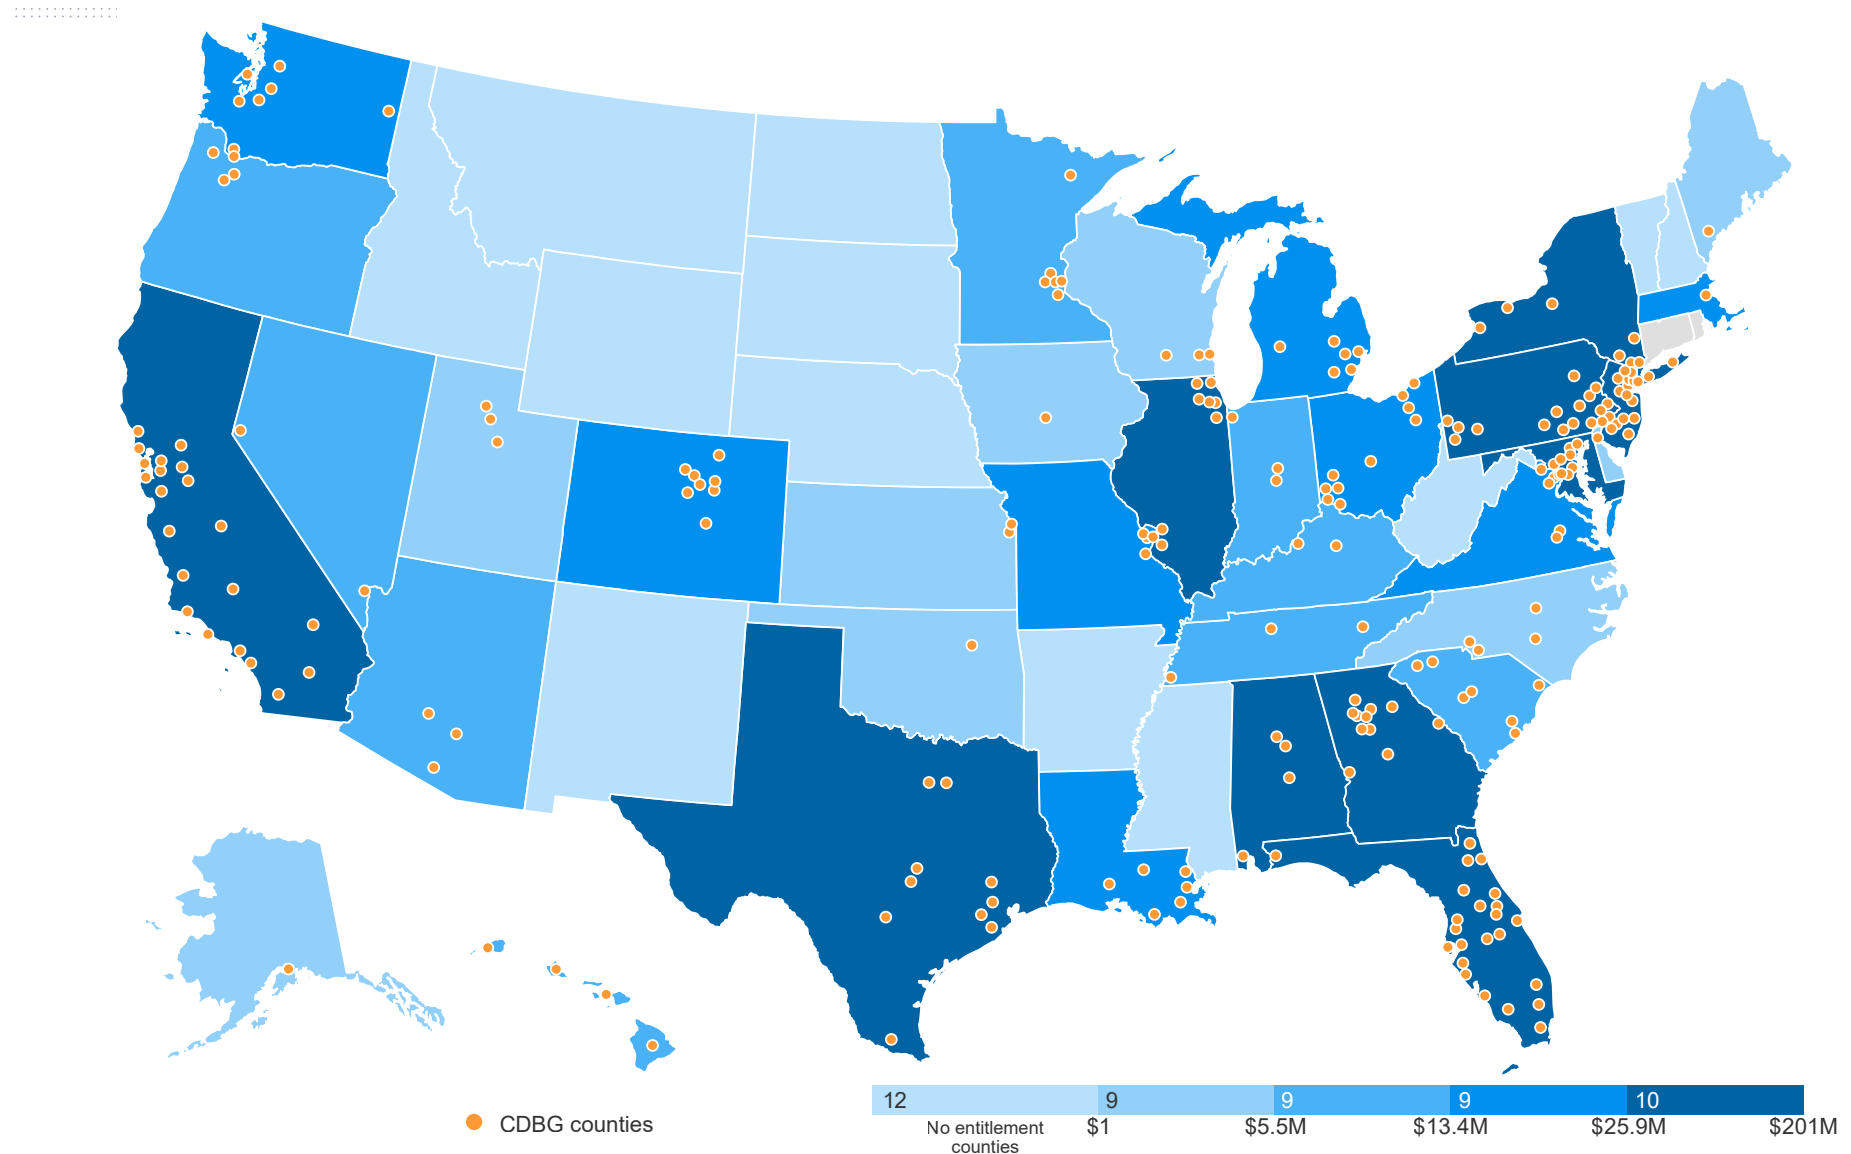 12 9 9 9 10
No entitlement counties $1 $5.5M $13.4M $25.9M $201M
CDBG counties